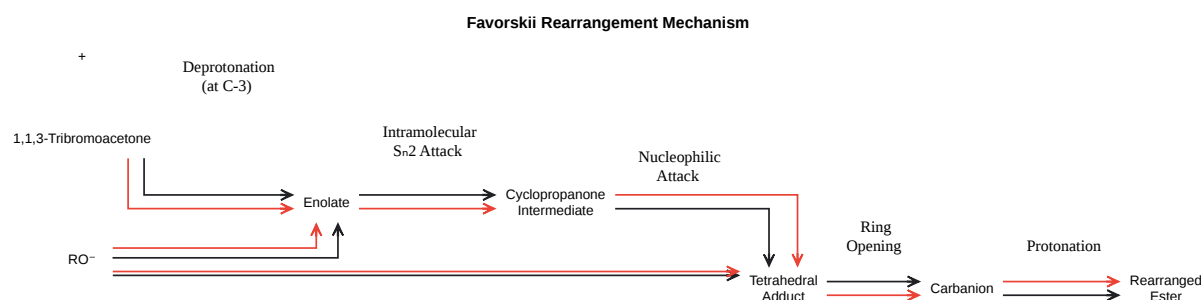 Favorskii Rearrangement Mechanism
+
Deprotonation
(at C-3)
1,1,3-Tribromoacetone
Intramolecular
Sₙ2 Attack
Nucleophilic
Attack
Enolate
Cyclopropanone
Intermediate
Ring
Opening
Protonation
RO⁻
Tetrahedral
Adduct
Carbanion
Rearranged
Ester